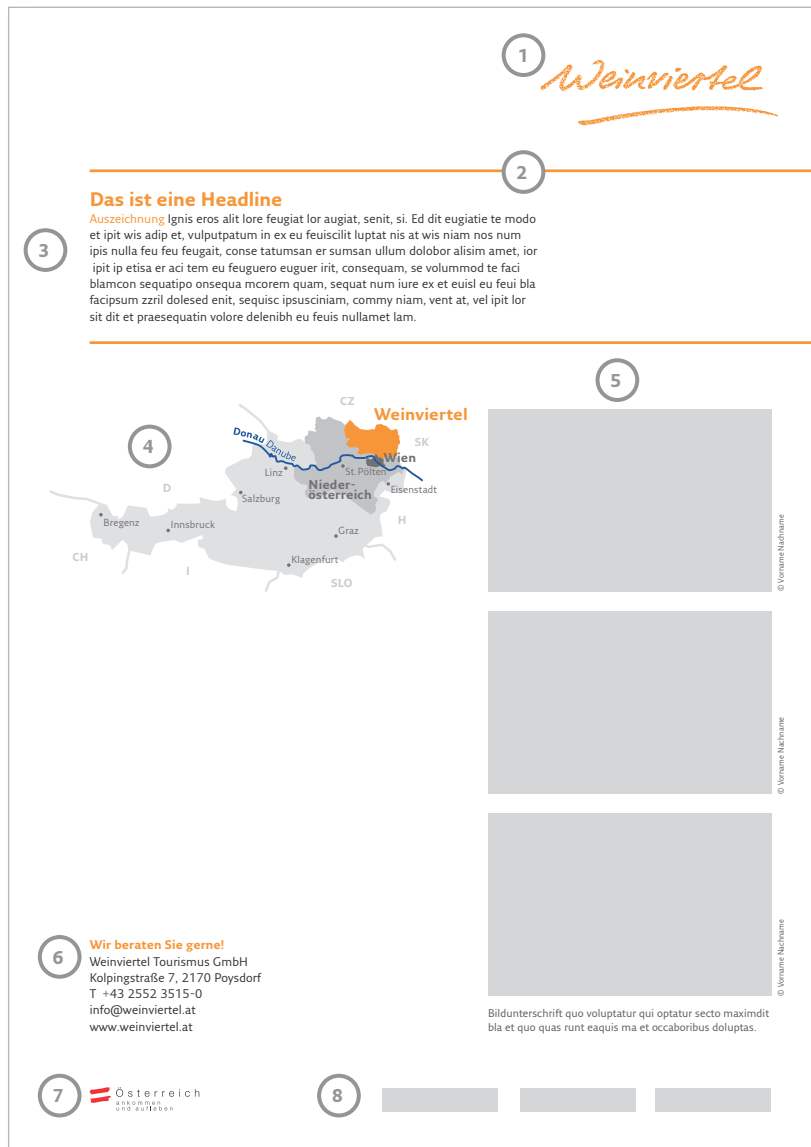 1
Weinviertel
2
Das ist eine Headline
3
Auszeichnung Ignis eros alit lore feugiat lor augiat, senit, si. Ed dit eugiatie te modo
et ipit wis adip et, vulputpatum in ex eu feuiscilit luptat nis at wis niam nos num
ipis nulla feu feu feugait, conse tatumsan er sumsan ullum dolobor alisim amet, ior
ipit ip etisa er aci tem eu feuguero euguer irit, consequam, se volummod te faci
blamcon sequatipo onsequa mcorem quam, sequat num iure ex et euisl eu feui bla
facipsum zzril dolesed enit, sequisc ipsusciniam, commy niam, vent at, vel ipit lor
sit dit et praesequatin volore delenibh eu feuis nullamet lam.
4
CZ
Weinviertel
Donau Danube
SK
Wien
Linz
St. Pölten
D
Nieder-
österreich
Eisenstadt
Salzburg
Bregenz
Innsbruck
H
Graz
CH
I
Klagenfurt
SLO
5
© Vorname Nachname
© Vorname Nachname
© Vorname Nachname
Bildunterschrift quo voluptatur qui optatur secto maximdit
bla et quo quas runt eaquis ma et occaboribus doluptas.
6
Wir beraten Sie gerne!
Weinviertel Tourismus GmbH
Kolpingstraße 7, 2170 Poysdorf
T +43 2552 3515-0
info@weinviertel.at
www.weinviertel.at
7
Österreich
ankommen
und aufleben
8